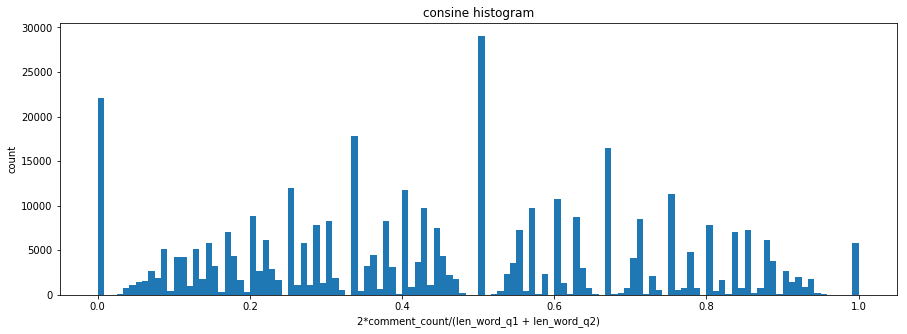 consine histogram
30000
25000
20000
15000
10000
5000
0
count
0.0 0.2 0.4 0.6 0.8 1.0
2*comment_count/(len_word_q1 + len_word_q2)